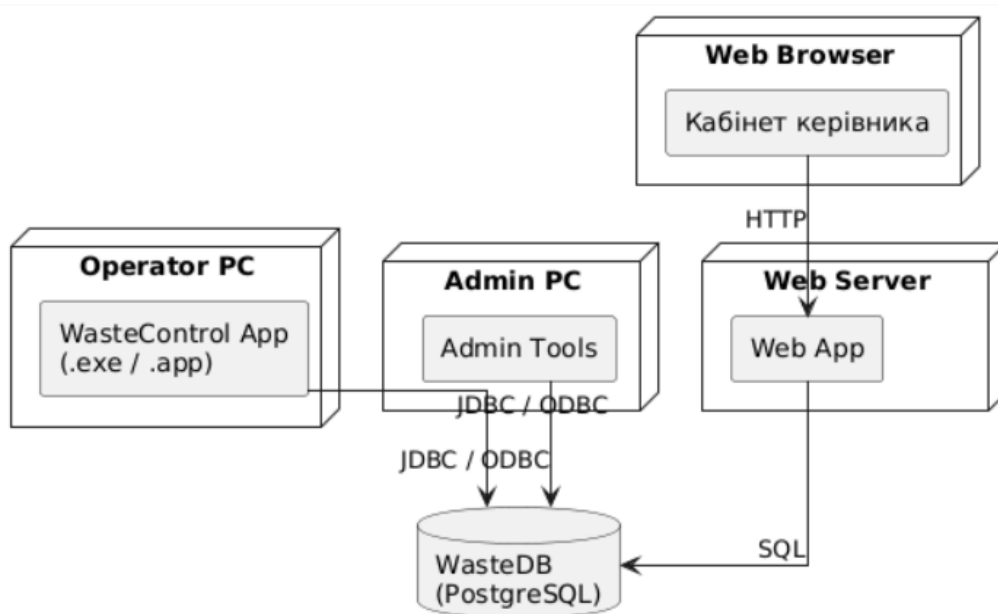 Web Browser
Кабінет керівника
HTTP
Operator PC
WasteControl App
(.exe / .app)
Admin PC
Admin Tools
Web Server
Web App
JDBC / ODBC
JDBC / ODBC
SQL
WasteDB
(PostgreSQL)